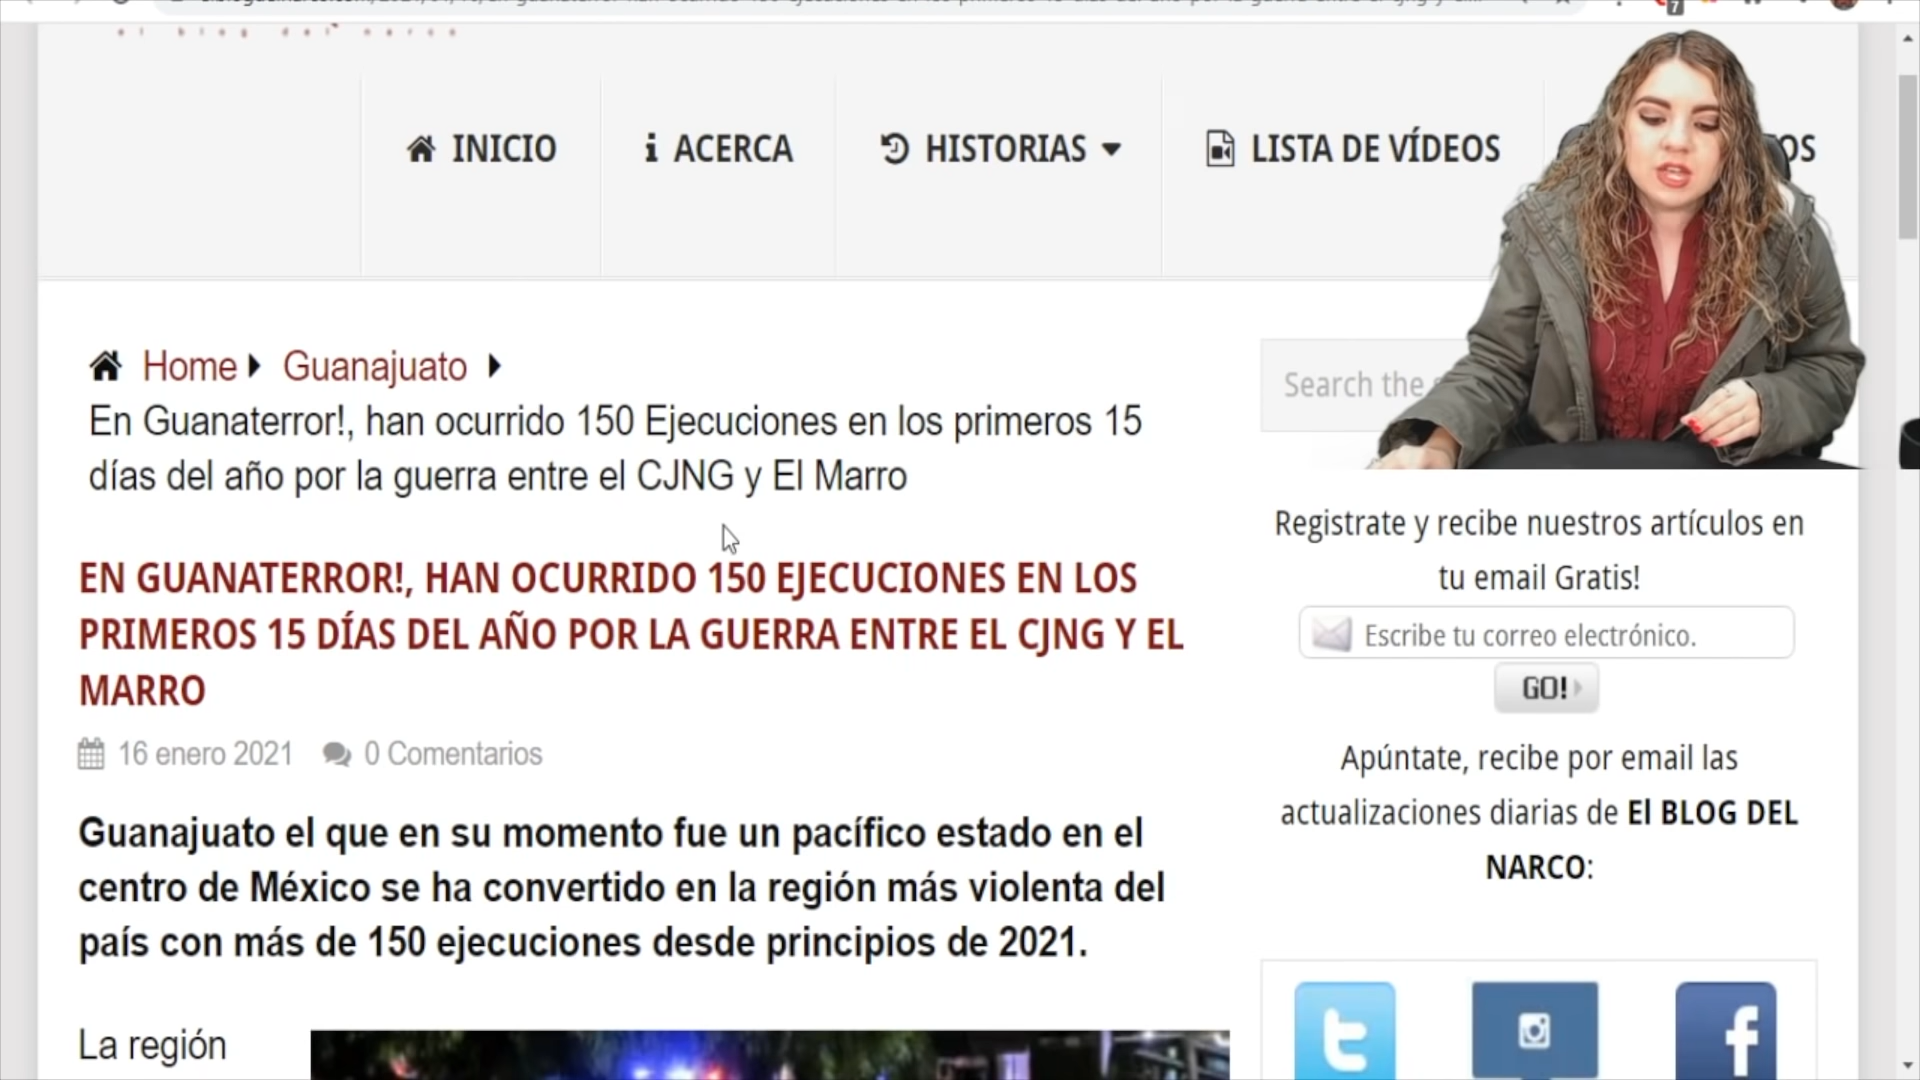 el blog del narco
7
INICIO
ACERCA
HISTORIAS
LISTA DE VÍDEOS
OS
Home Guanajuato
En Guanaterror!, han ocurrido 150 Ejecuciones en los primeros 15
días del año por la guerra entre el CJNG y El Marro
Search the
EN GUANATERROR!, HAN OCURRIDO 150 EJECUCIONES EN LOS
PRIMEROS 15 DÍAS DEL AÑO POR LA GUERRA ENTRE EL CJNG Y EL
MARRO
16 enero 2021 0 Comentarios
Guanajuato el que en su momento fue un pacífico estado en el
centro de México se ha convertido en la región más violenta del
país con más de 150 ejecuciones desde principios de 2021.
La región
Registrate y recibe nuestros artículos en
tu email Gratis!
Escribe tu correo electrónico.
GO!
Apúntate, recibe por email las
actualizaciones diarias de El BLOG DEL
NARCO: